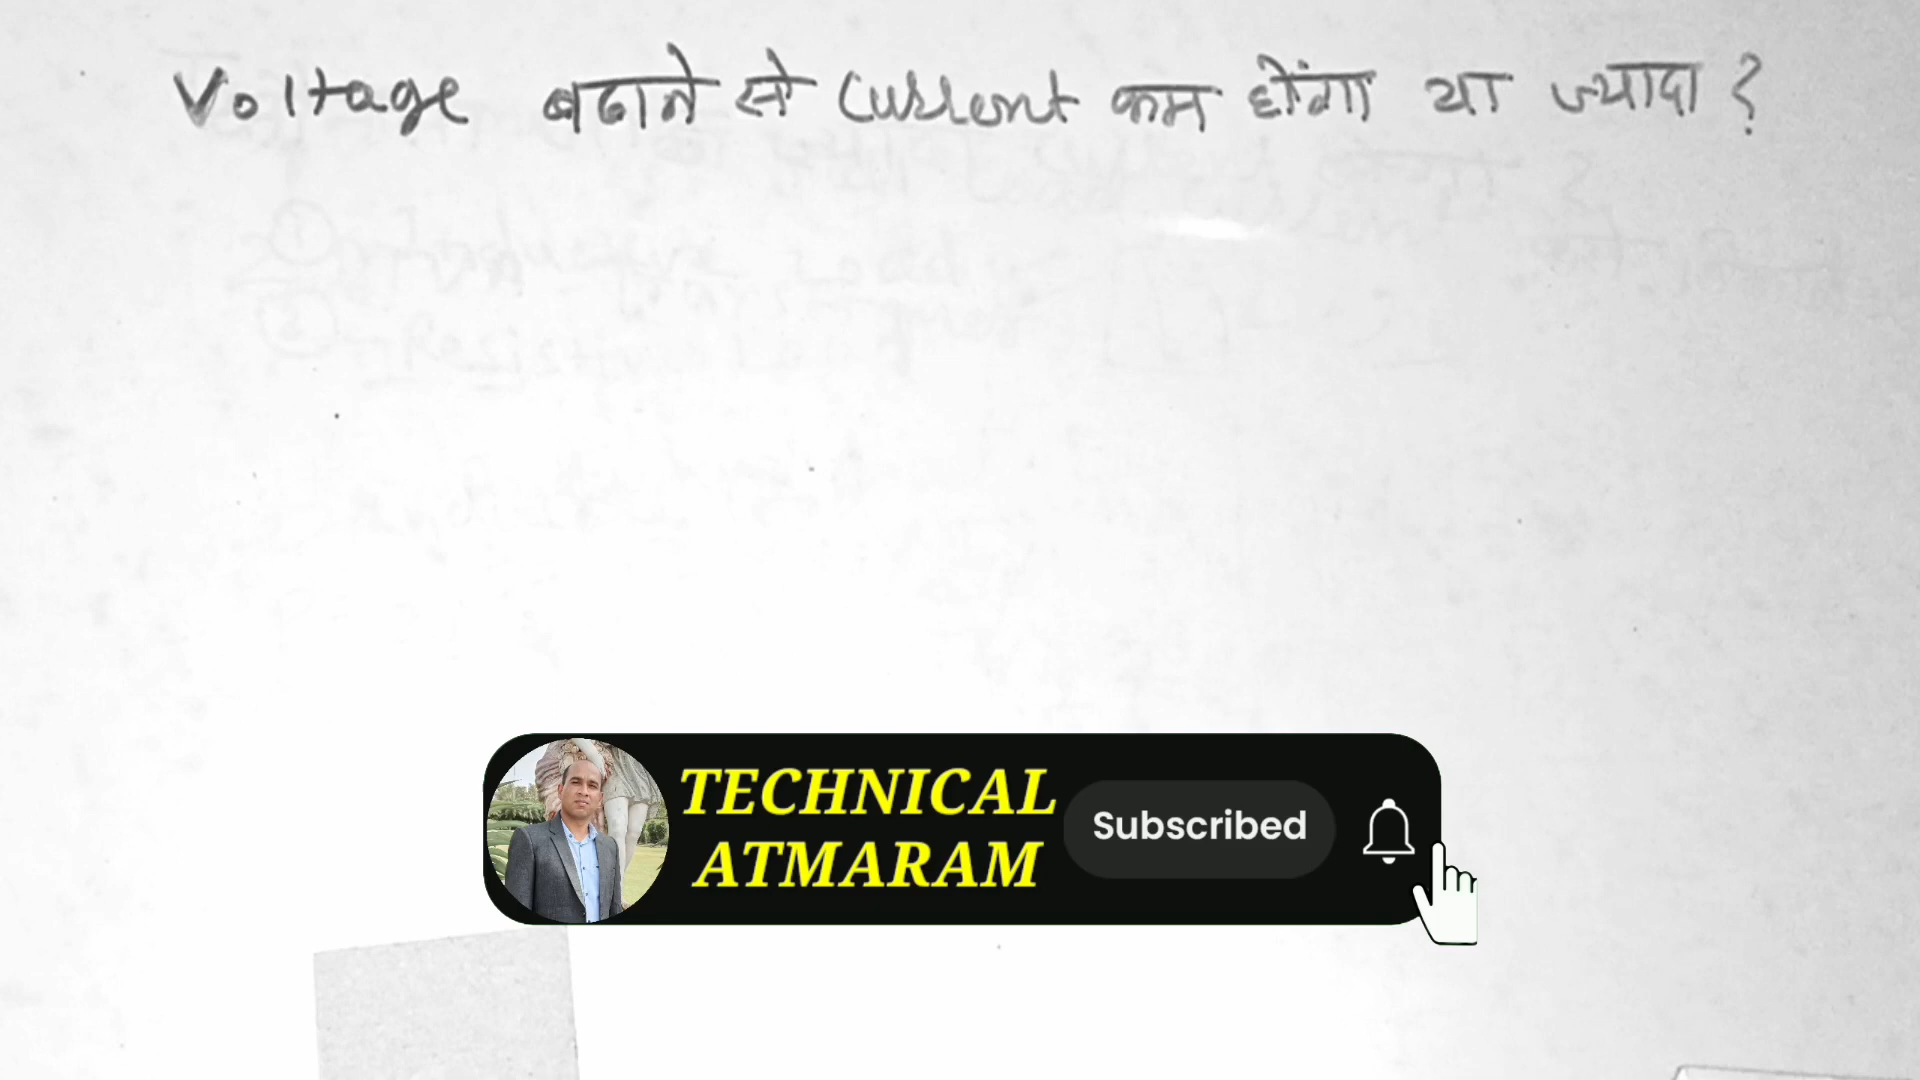 Voltage बढाने से Current कम होंगा या ज्यादा ?
TECHNICAL
ATMARAM
Subscribed